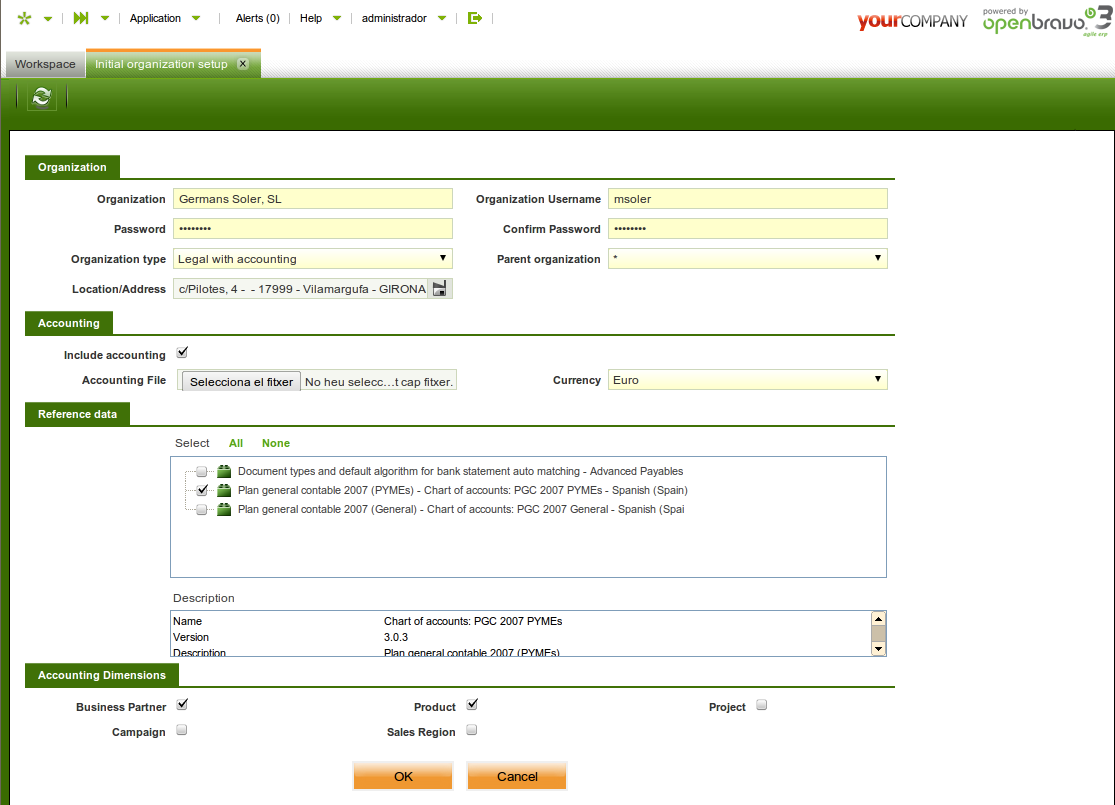 Application Alerts (0) Help administrador
yourCOMPANY powered by openbravo 3 agile erp
Workspace Initial organization setup
Organization
Organization Germans Soler, SL Organization Username msoler
Password •••••••• Confirm Password ••••••••
Organization type Legal with accounting Parent organization *
Location/Address c/Pilotes, 4 - - 17999 - Vilamargufa - GIRONA
Accounting
Include accounting
Accounting File Selecciona el fitxer No heu selecc...t cap fitxer. Currency Euro
Reference data
Select All None
Document types and default algorithm for bank statement auto matching - Advanced Payables
Plan general contable 2007 (PYMEs) - Chart of accounts: PGC 2007 PYMEs - Spanish (Spain)
Plan general contable 2007 (General) - Chart of accounts: PGC 2007 General - Spanish (Spai
Description
Name Chart of accounts: PGC 2007 PYMEs
Version 3.0.3
Description Plan general contable 2007 (PYMEs)
Accounting Dimensions
Business Partner Product Project
Campaign Sales Region
OK Cancel